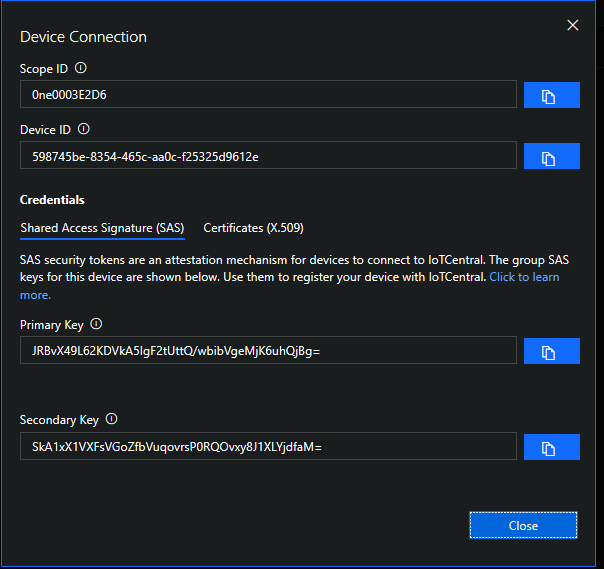 Device Connection
Scope ID
0ne0003E2D6
Device ID
598745be-8354-465c-aa0c-f25325d9612e
Credentials
Shared Access Signature (SAS) Certificates (X.509)
SAS security tokens are an attestation mechanism for devices to connect to IoTCentral. The group SAS
keys for this device are shown below. Use them to register your device with IoTCentral. Click to learn
more.
Primary Key
JRBvX49L62KDVkA5IgF2tUttQ/wbibVgeMjK6uhQjBg=
Secondary Key
SkA1xX1VXFsVGoZfbVuqovrsP0RQOvxy8J1XLYjdfaM=
Close